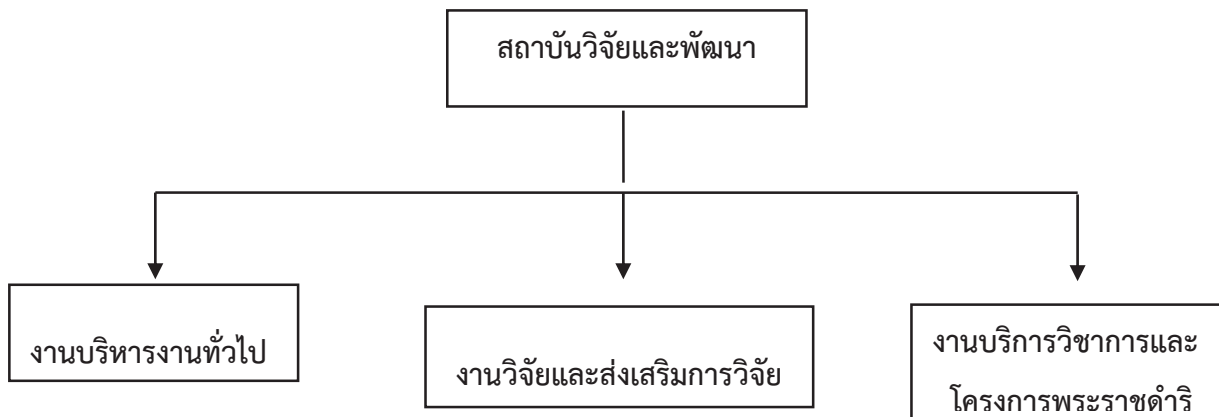 สถาบันวิจัยและพัฒนา
งานบริหารงานทั่วไป
งานวิจัยและส่งเสริมการวิจัย
งานบริการวิชาการและ
โครงการพระราชดำริ